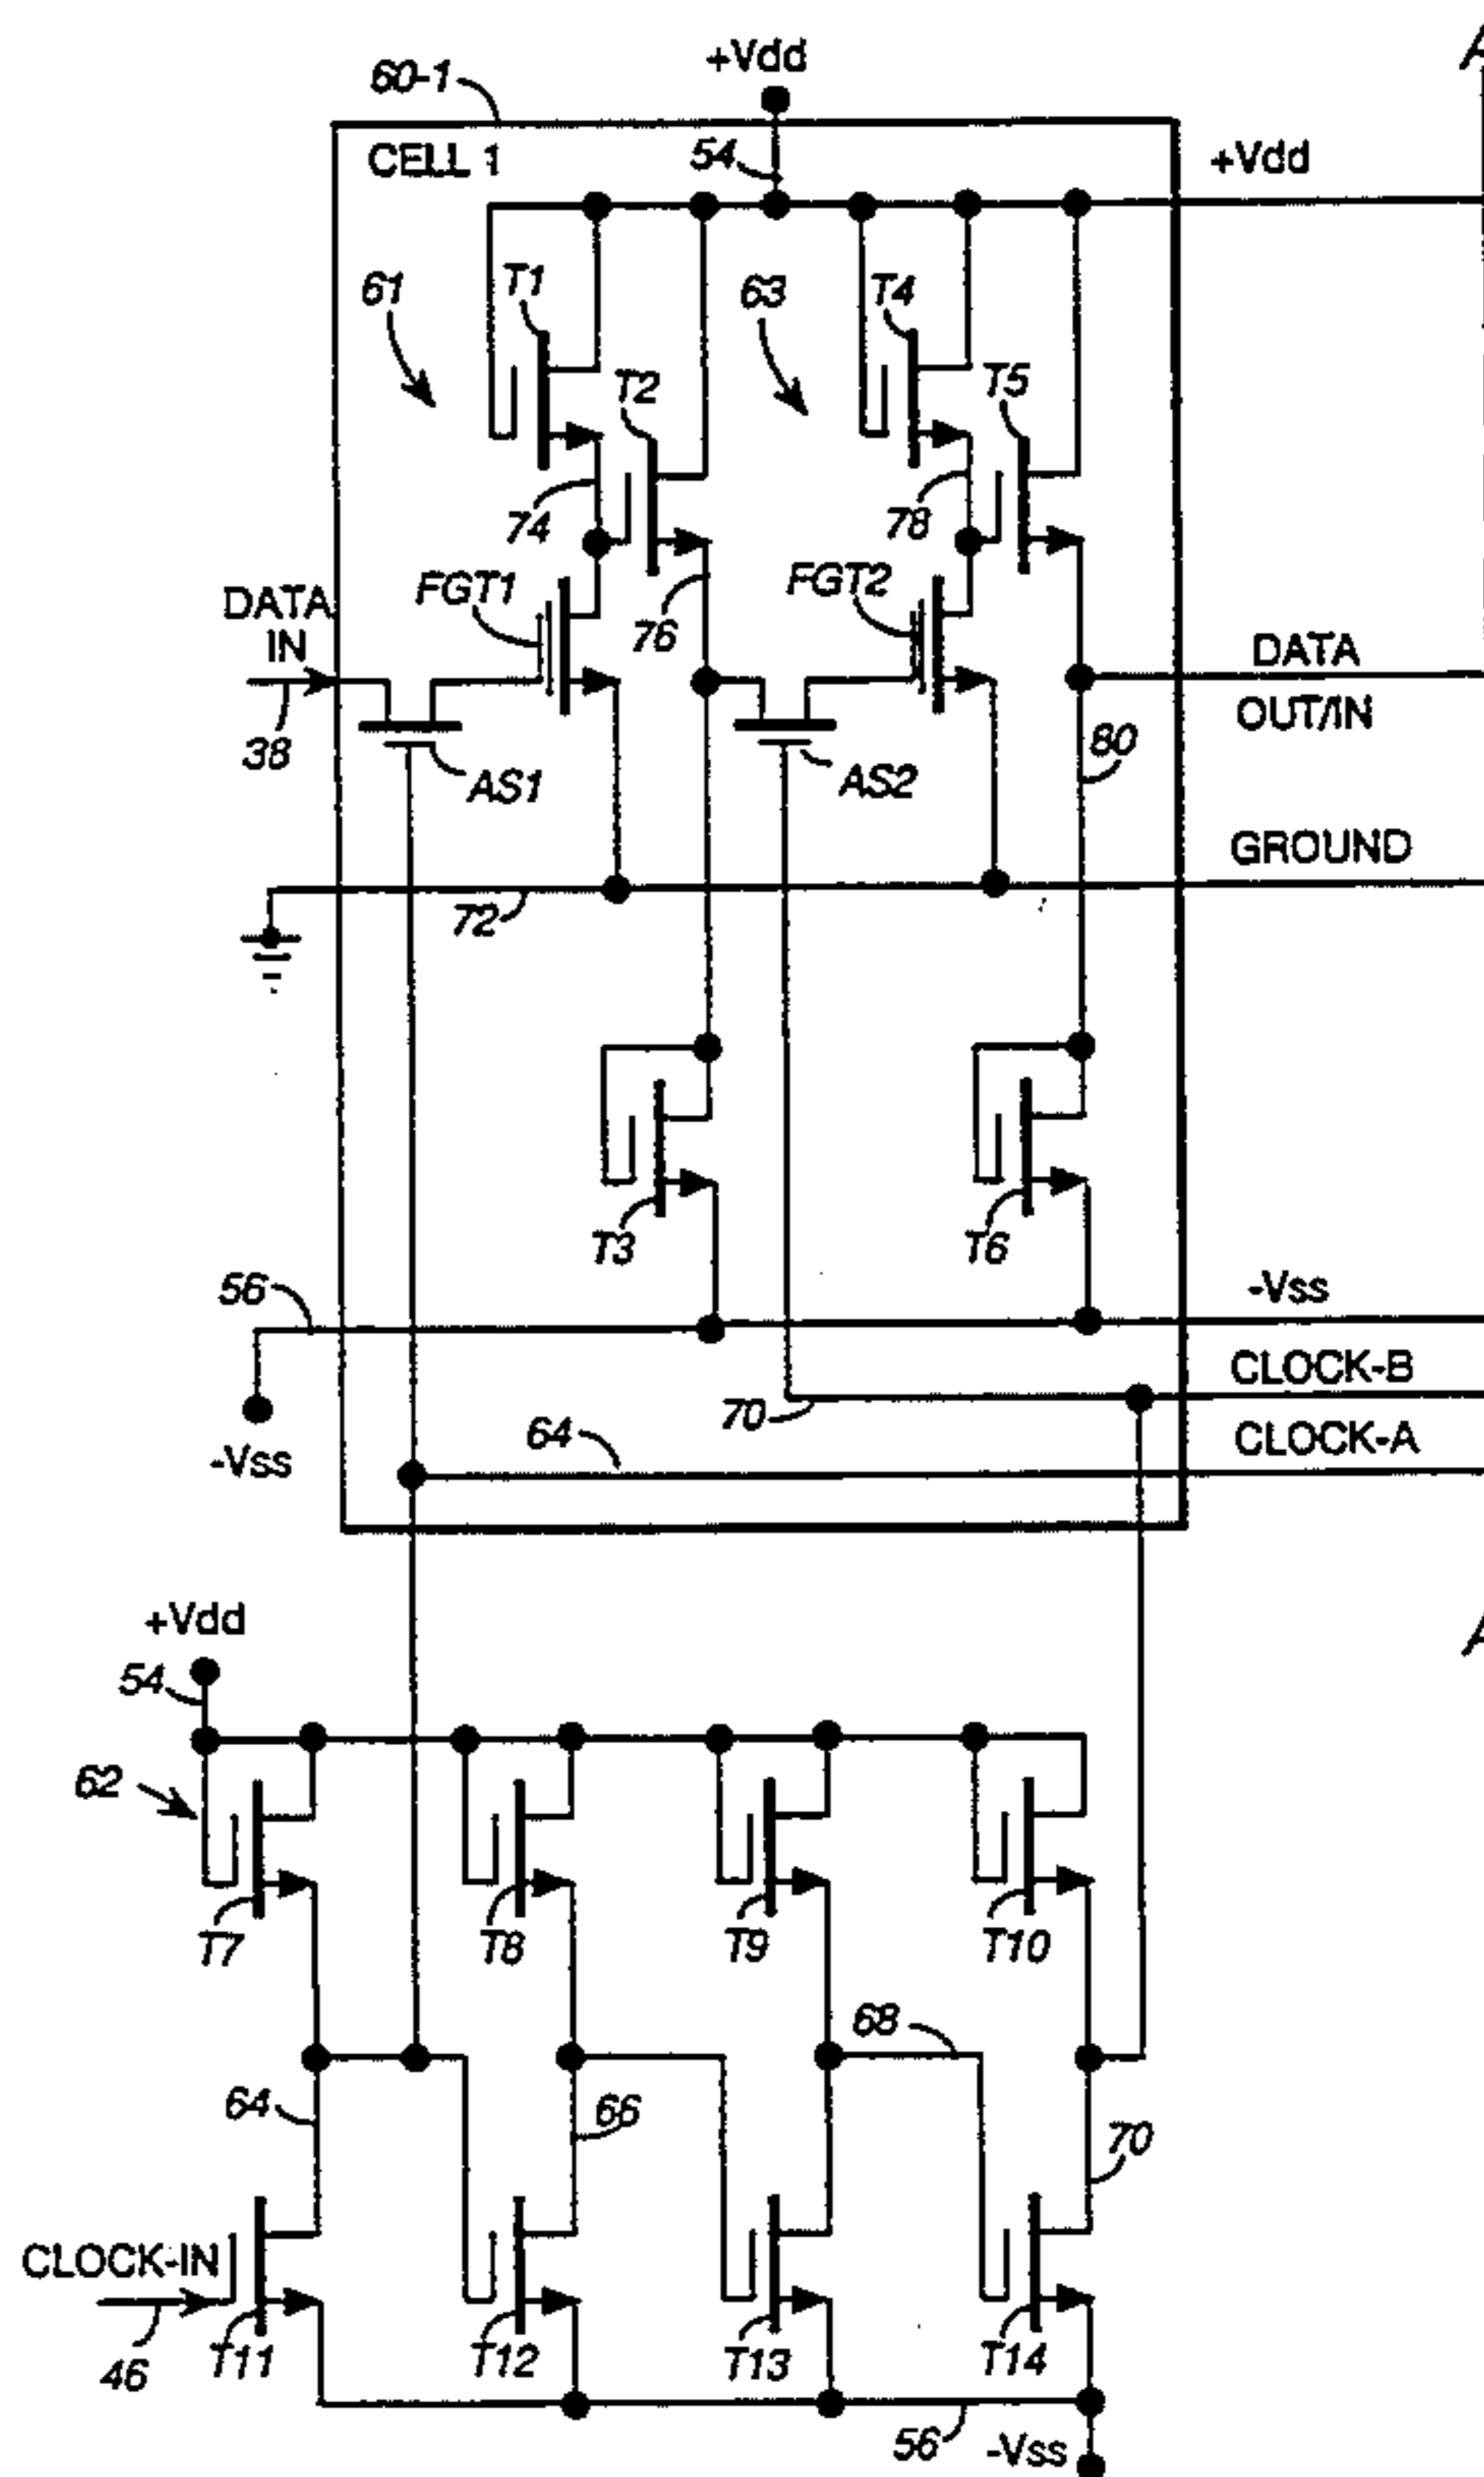 +Vdd
60-1
CELL 1
54
+Vdd
61
T1
63
T4
T2
T5
74
78
FGT1
FGT2
DATA
IN
76
DATA
OUT/IN
38
AS1
AS2
80
GROUND
72
T3
T6
56
-Vss
CLOCK-B
70
CLOCK-A
64
-Vss
+Vdd
54
62
T7
T8
T9
T10
68
64
66
70
CLOCK-IN
46
T11
T12
T13
T14
56
-Vss